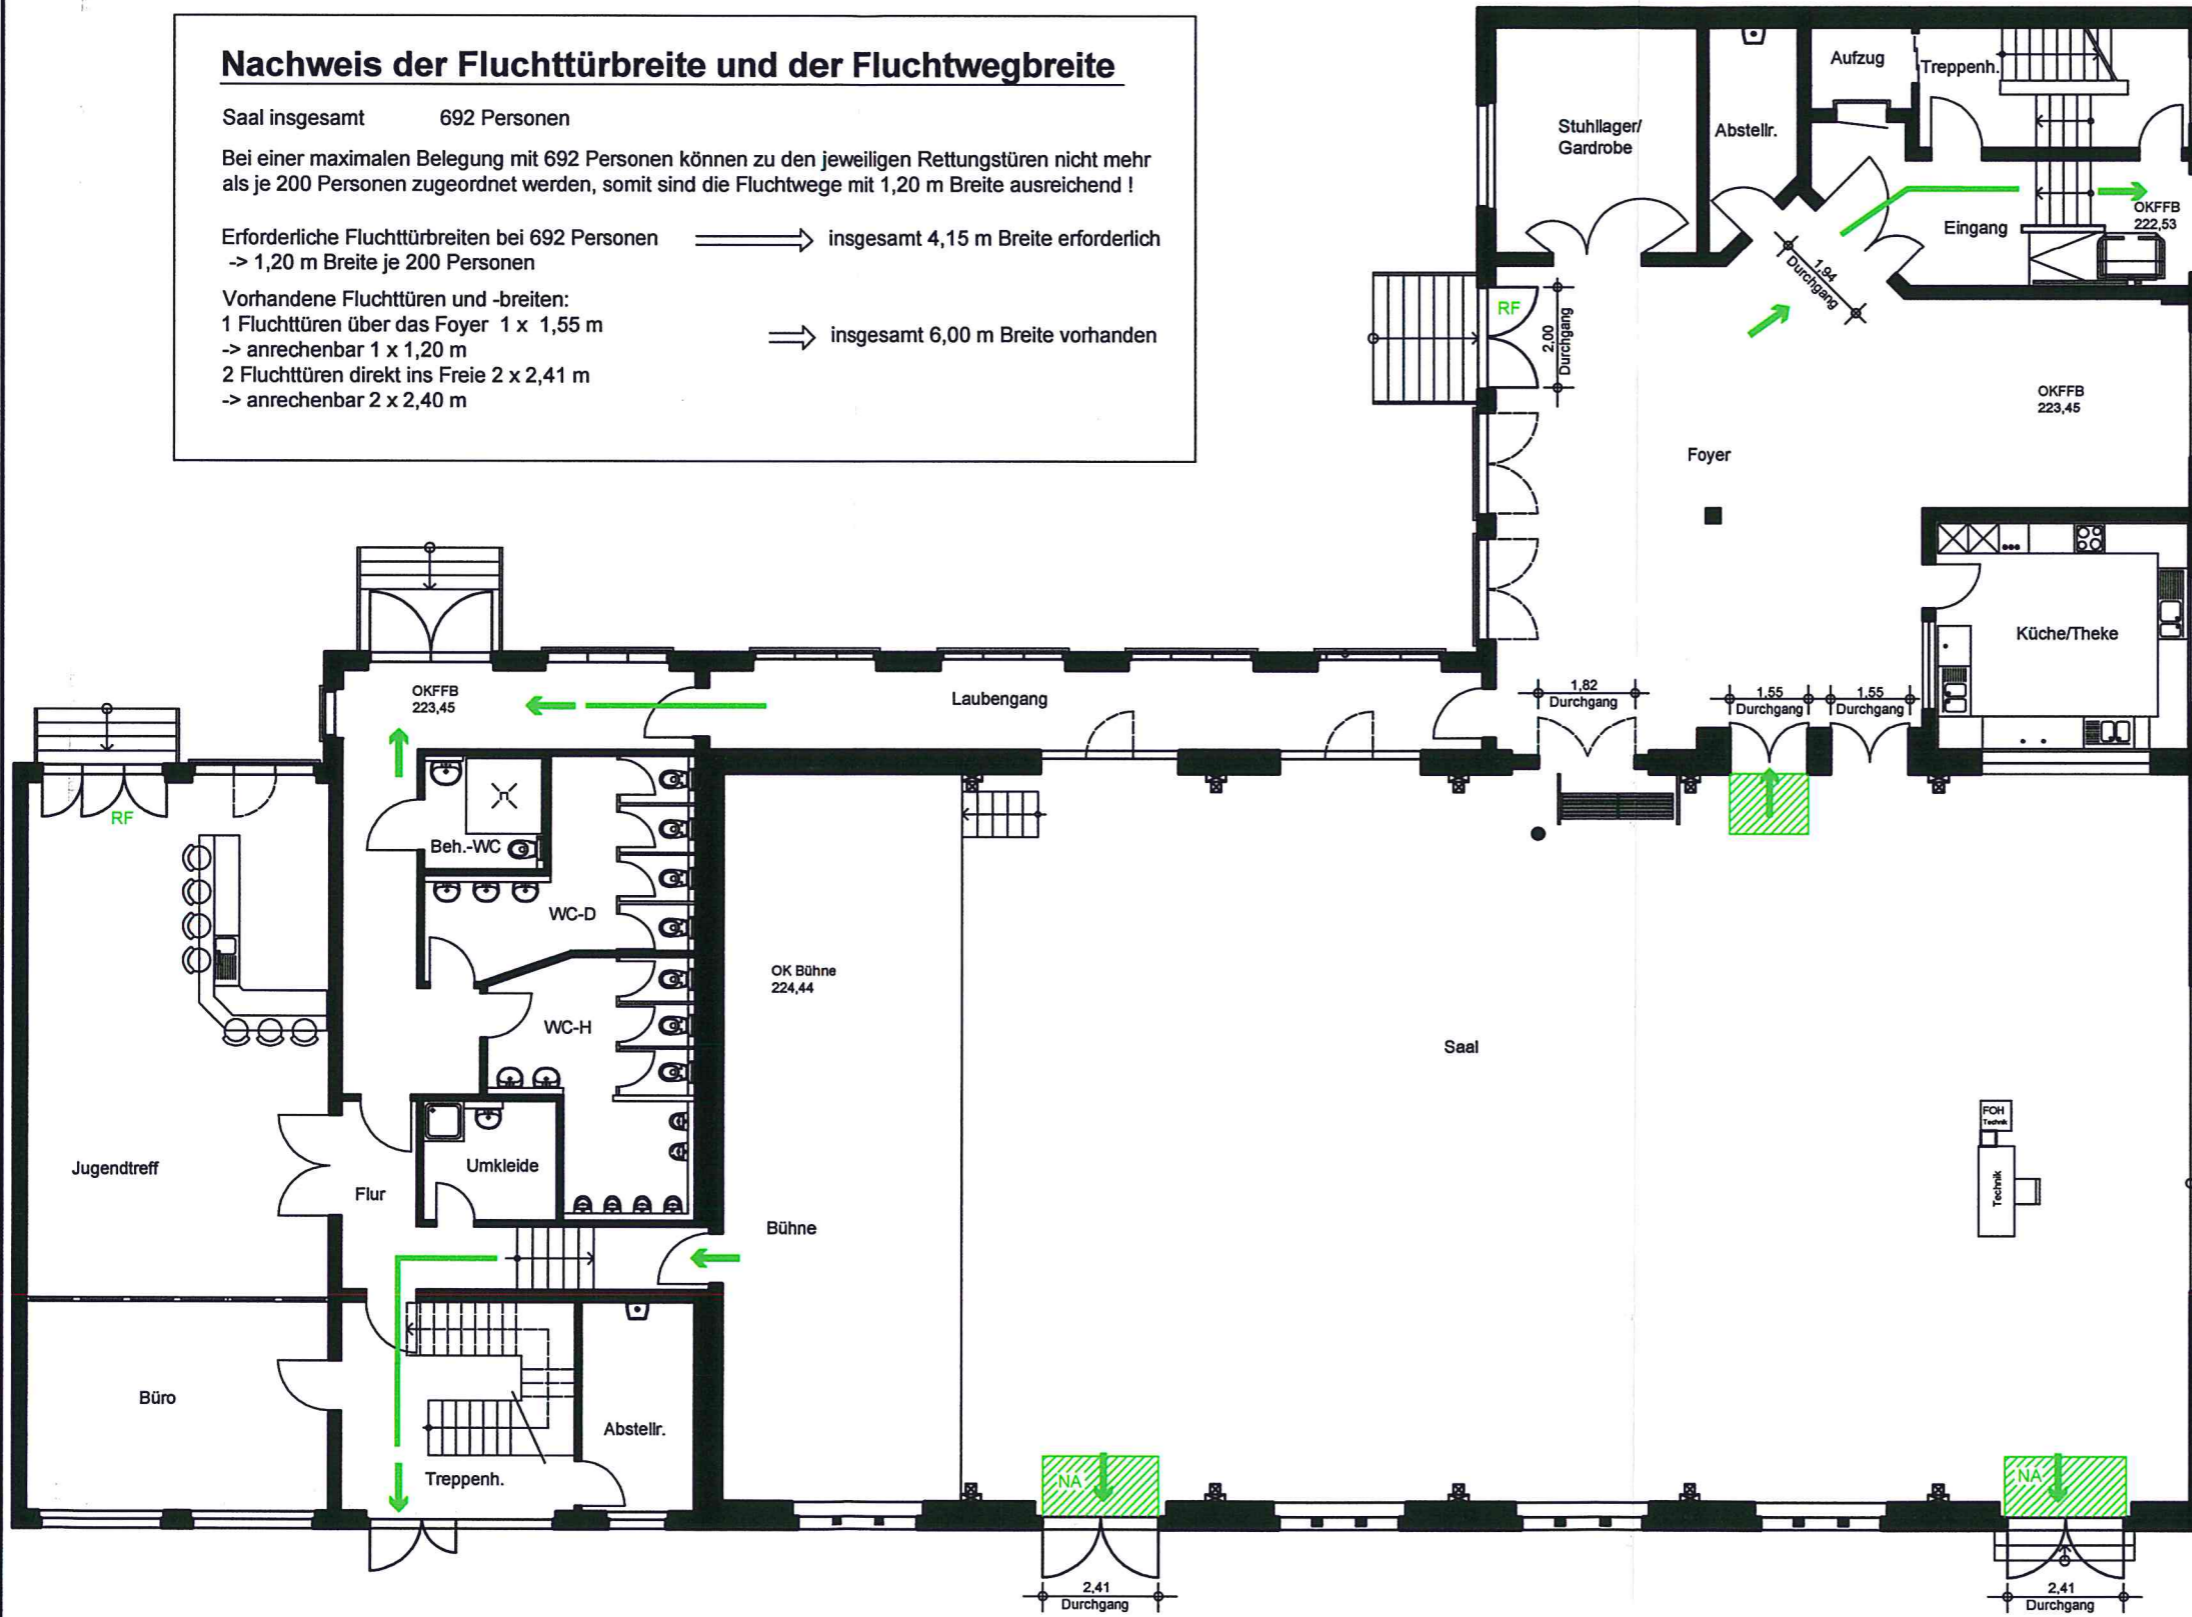 Nachweis der Fluchttürbreite und der Fluchtwegbreite
Saal insgesamt 692 Personen
Bei einer maximalen Belegung mit 692 Personen können zu den jeweiligen Rettungstüren nicht mehr
als je 200 Personen zugeordnet werden, somit sind die Fluchtwege mit 1,20 m Breite ausreichend !
Erforderliche Fluchttürbreiten bei 692 Personen insgesamt 4,15 m Breite erforderlich
-> 1,20 m Breite je 200 Personen
Vorhandene Fluchttüren und -breiten:
1 Fluchttüren über das Foyer 1 x 1,55 m
insgesamt 6,00 m Breite vorhanden
-> anrechenbar 1 x 1,20 m
2 Fluchttüren direkt ins Freie 2 x 2,41 m
-> anrechenbar 2 x 2,40 m
Aufzug
Treppenh.
Stuhllager/
Gardrobe
Abstellr.
OKFFB
222,53
Eingang
1,94
Durchgang
RF
2,00
Durchgang
OKFFB
223,45
Foyer
Küche/Theke
OKFFB
223,45
Laubengang
1,82
Durchgang
1,55
Durchgang
1,55
Durchgang
RF
Beh.-WC
WC-D
OK Bühne
224,44
WC-H
Saal
FOH
Technik
Technik
Jugendtreff
Umkleide
Flur
Bühne
Büro
Abstellr.
Treppenh.
NA
NA
2,41
Durchgang
2,41
Durchgang